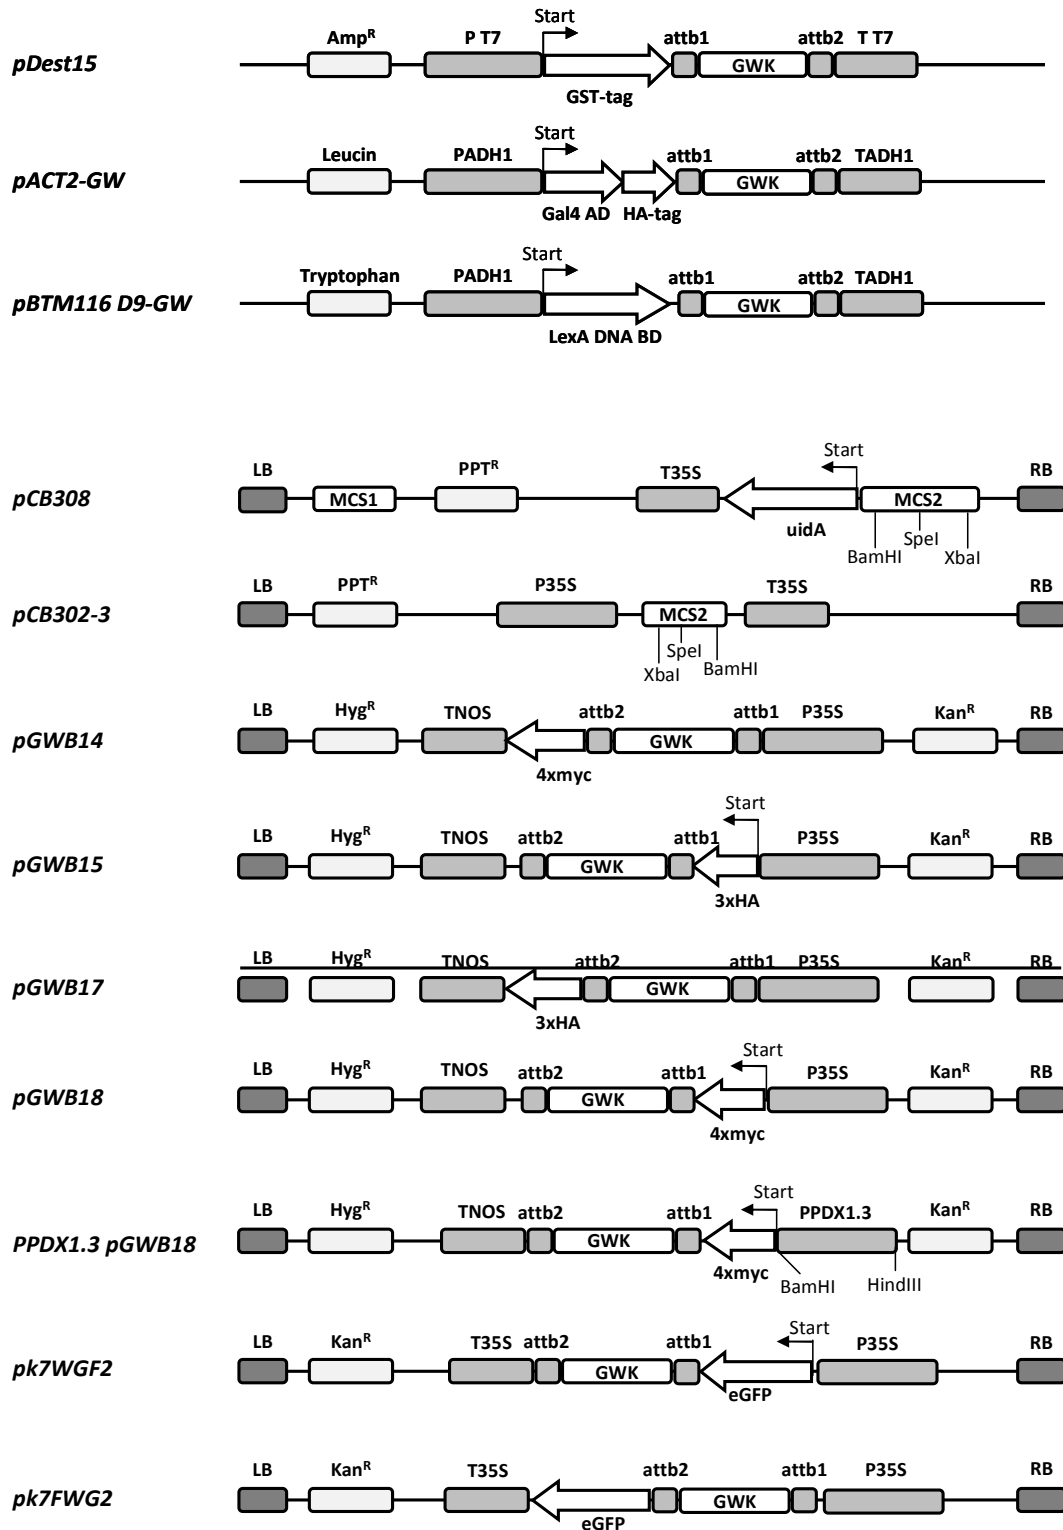 Start
Amp^R P T7 attb1 attb2 T T7
pDest15 GWK
GST-tag
Start
Leucin PADH1 attb1 attb2 TADH1
pACT2-GW GWK
Gal4 AD HA-tag
Start
Tryptophan PADH1 attb1 attb2 TADH1
pBTM116 D9-GW GWK
LexA DNA BD
Start
LB PPT^R T35S RB
pCB308 MCS1 MCS2
uidA
SpeI
BamHI XbaI
LB PPT^R P35S T35S RB
pCB302-3 MCS2
SpeI
XbaI BamHI
LB Hyg^R TNOS attb2 attb1 P35S Kan^R RB
pGWB14 GWK
4xmyc
Start
LB Hyg^R TNOS attb2 attb1 P35S Kan^R RB
pGWB15 GWK
3xHA
LB Hyg^R TNOS attb2 attb1 P35S Kan^R RB
pGWB17 GWK
3xHA
Start
LB Hyg^R TNOS attb2 attb1 P35S Kan^R RB
pGWB18 GWK
4xmyc
Start
LB Hyg^R TNOS attb2 attb1 PPDX1.3 Kan^R RB
PPDX1.3 pGWB18 GWK
4xmyc
BamHI HindIII
Start
LB Kan^R T35S attb2 attb1 P35S RB
pk7WGF2 GWK
eGFP
LB Kan^R T35S attb2 attb1 P35S RB
pk7FWG2 GWK
eGFP